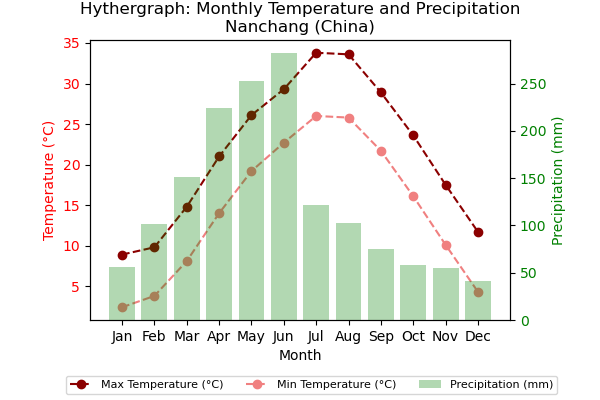 Hythergraph: Monthly Temperature and Precipitation
Nanchang (China)
Temperature (°C)
35
30
25
20
15
10
5
Precipitation (mm)
250
200
150
100
50
0
Jan Feb Mar Apr May Jun Jul Aug Sep Oct Nov Dec
Month
Max Temperature (°C) Min Temperature (°C) Precipitation (mm)